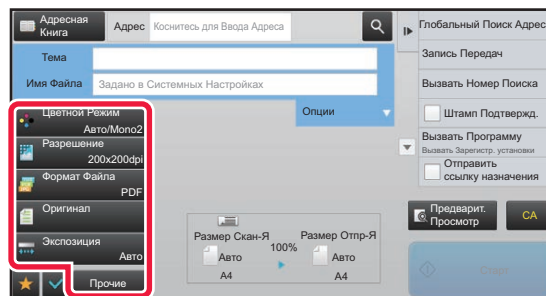 Адресная
Книга
Адрес
Коснитесь для Ввода Адреса
Тема
Имя Файла
Задано в Системных Настройках
Опции
Цветной Режим
Авто/Mono2
Разрешение
200x200dpi
Формат Файла
PDF
Оригинал
Экспозиция
Авто
Прочие
Размер Скан-Я
100%
Размер Отпр-Я
Авто
Авто
A4
A4
Глобальный Поиск Адрес
Запись Передач
Вызвать Номер Поиска
Штамп Подтвержд.
Вызвать Программу
Вызвать Зарегистр. установки
Отправить
ссылку назначения
Предварит.
Просмотр
CA
Старт